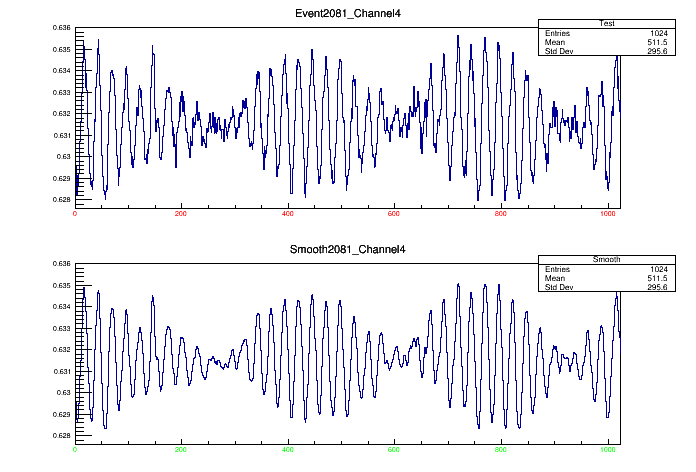 Event2081_Channel4
Test
Entries 1024
Mean 511.5
Std Dev 295.6
0.636
0.635
0.634
0.633
0.632
0.631
0.63
0.629
0.628
0 200 400 600 800 1000
Smooth2081_Channel4
Smooth
Entries 1024
Mean 511.5
Std Dev 295.6
0.636
0.635
0.634
0.633
0.632
0.631
0.63
0.629
0.628
0 200 400 600 800 1000